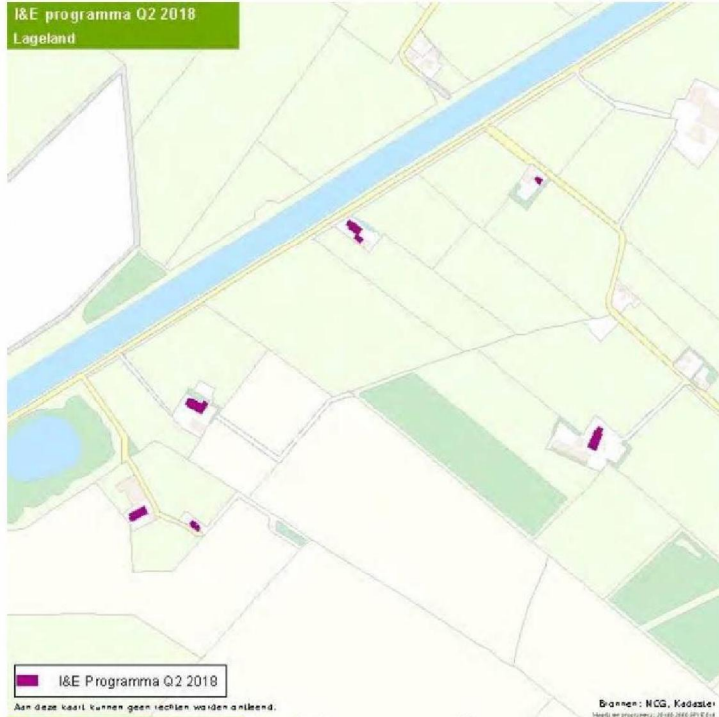 I&E programma Q2 2018
Lageland
I&E Programma Q2 2018
Aan deze kaart kunnen geen rechten worden ontleend.
Bronnen: NCG, Kadaster